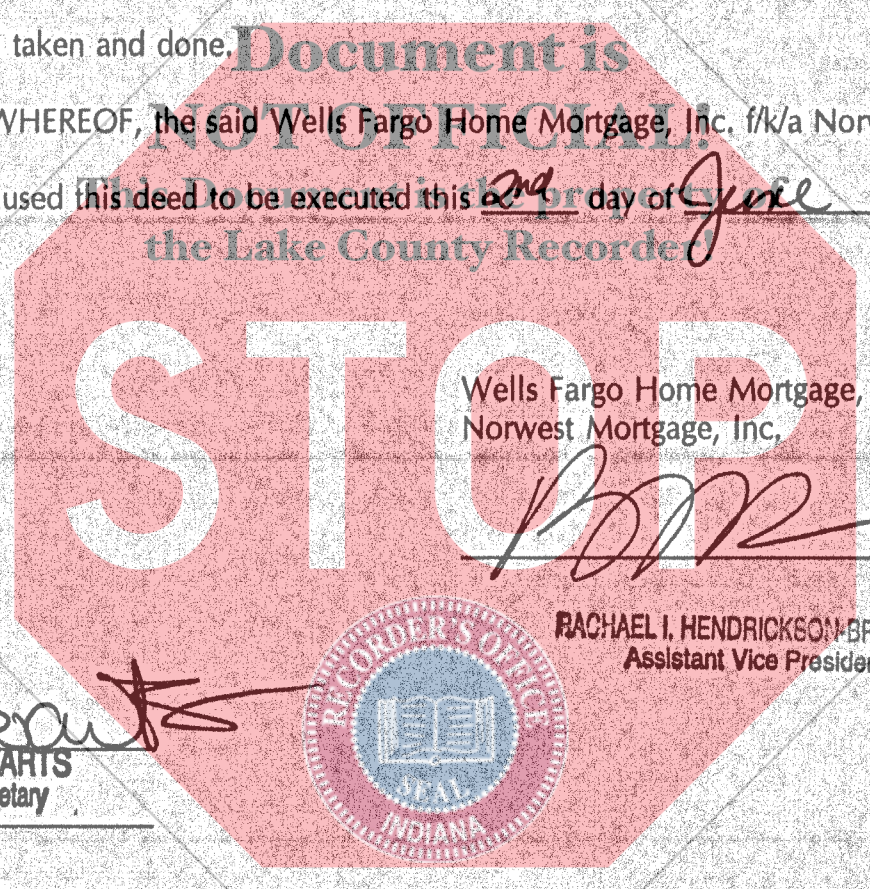 taken and done.
Document is
NOT OFFICIAL!
WHEREOF, the said Wells Fargo Home Mortgage, Inc. f/k/a Norw
used this deed to be executed this 2nd day of June
This Document is the property of
the Lake County Recorder!
STOP
Wells Fargo Home Mortgage,
Norwest Mortgage, Inc,
RACHAEL I. HENDRICKSON-BR
Assistant Vice Presiden
ARTS
etary
RECORDER'S OFFICE
SEAL
INDIANA